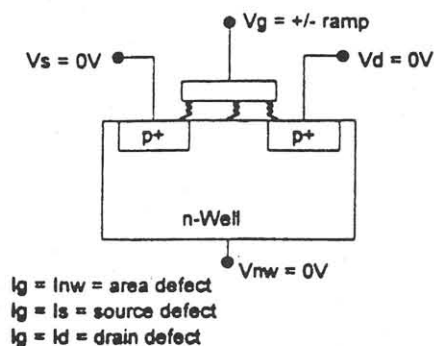 Vg = +/- ramp
Vs = 0V
Vd = 0V
p+
p+
n-Well
Vnw = 0V
Ig = Inw = area defect
Ig = Is = source defect
Ig = Id = drain defect